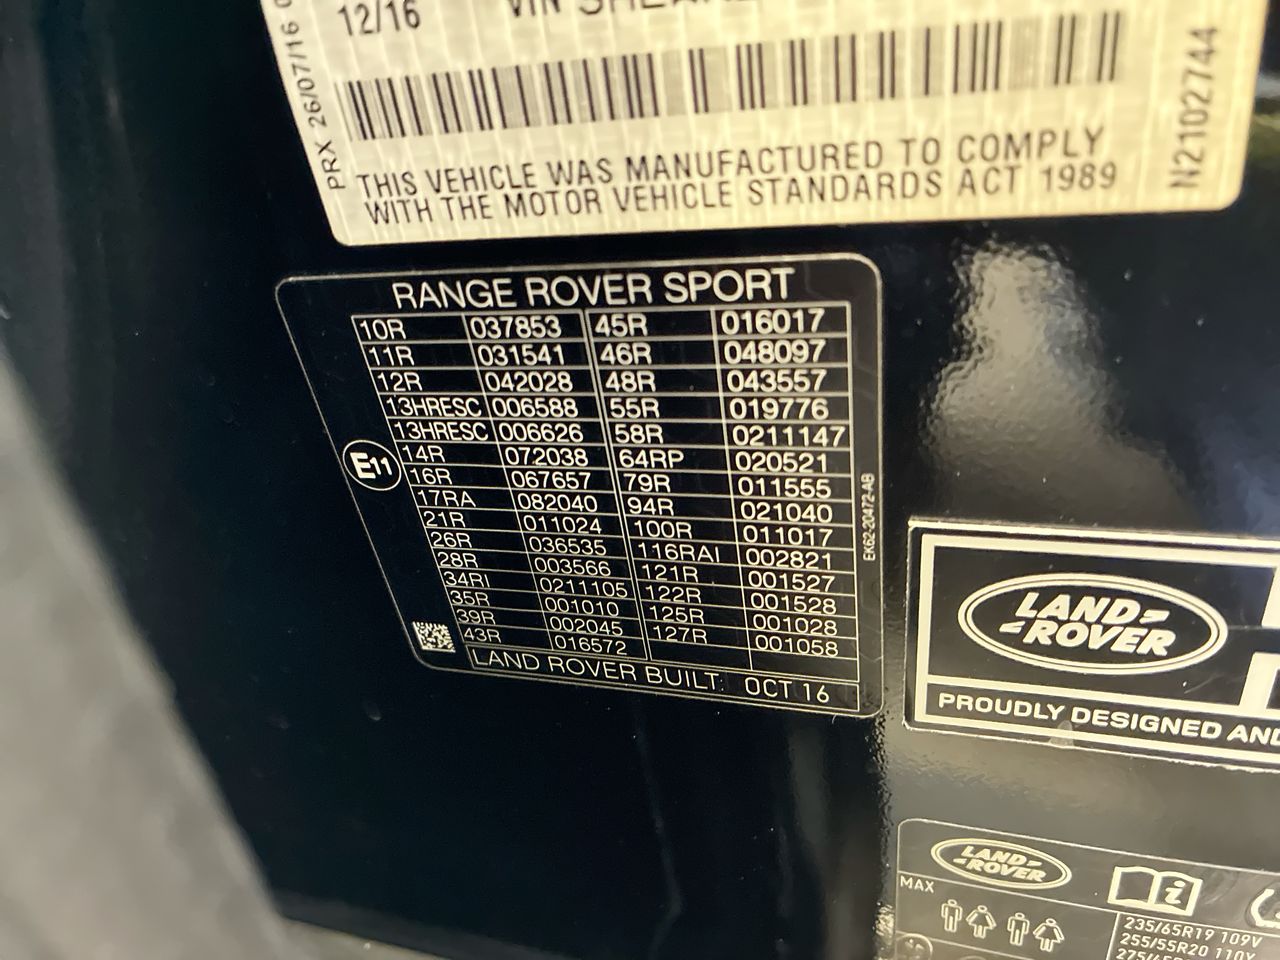 12/16 VIN
PRX 26/07/16
N21027744
THIS VEHICLE WAS MANUFACTURED TO COMPLY
WITH THE MOTOR VEHICLE STANDARDS ACT 1989
RANGE ROVER SPORT
10R 037853 45R 016017
11R 031541 46R 048097
12R 042028 48R 043557
13HRESC 006588 55R 019776
13HRESC 006626 58R 0211147
14R 072038 64RP 020521
16R 067657 79R 011555
17RA 082040 94R 021040
21R 011024 100R 011017
26R 036535 116RAI 002821
28R 003566 121R 001527
34RI 0211105 122R 001528
35R 001010 125R 001028
39R 002045 127R 001058
43R 016572
E11
EK62-20472-AB
LAND ROVER BUILT: OCT 16
LAND
ROVER
PROUDLY DESIGNED AND
LAND
ROVER
MAX
i
235/65R19 109V
255/55R20 110Y